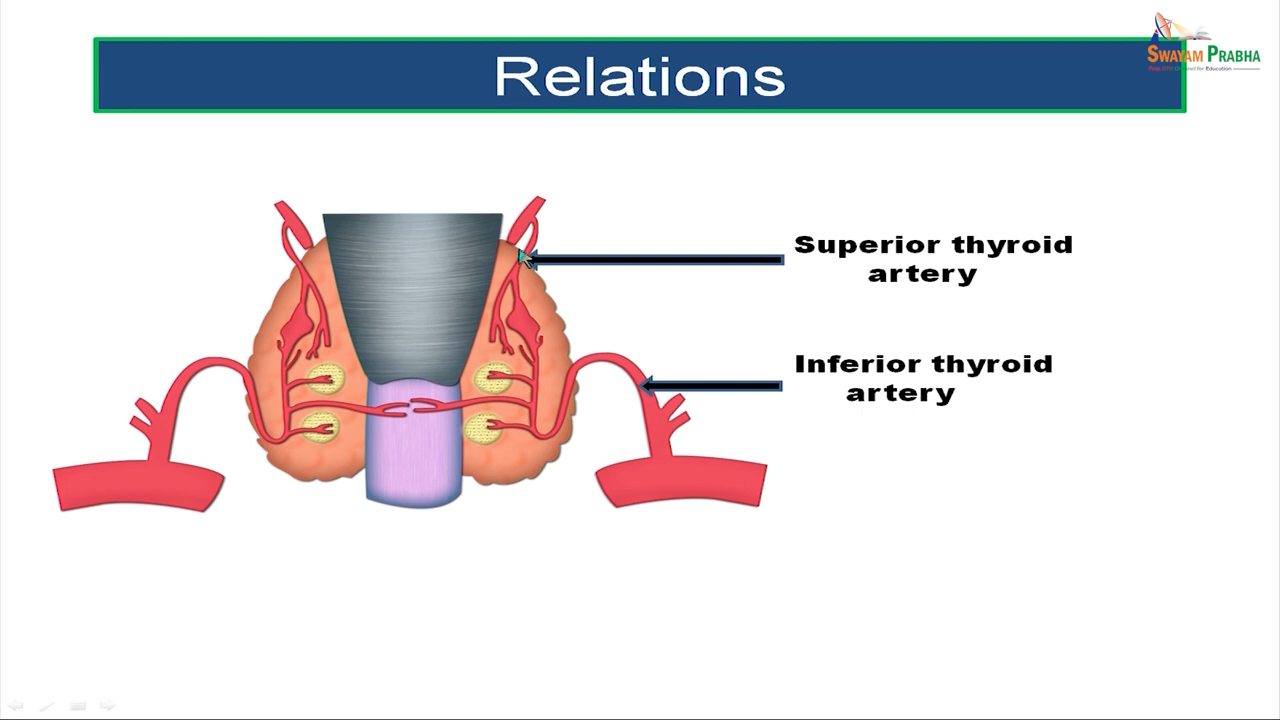 Relations
SWAYAM PRABHA
Superior thyroid
artery
Inferior thyroid
artery